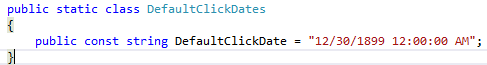 public static class DefaultClickDates
{
    public const string DefaultClickDate = "12/30/1899 12:00:00 AM";
}